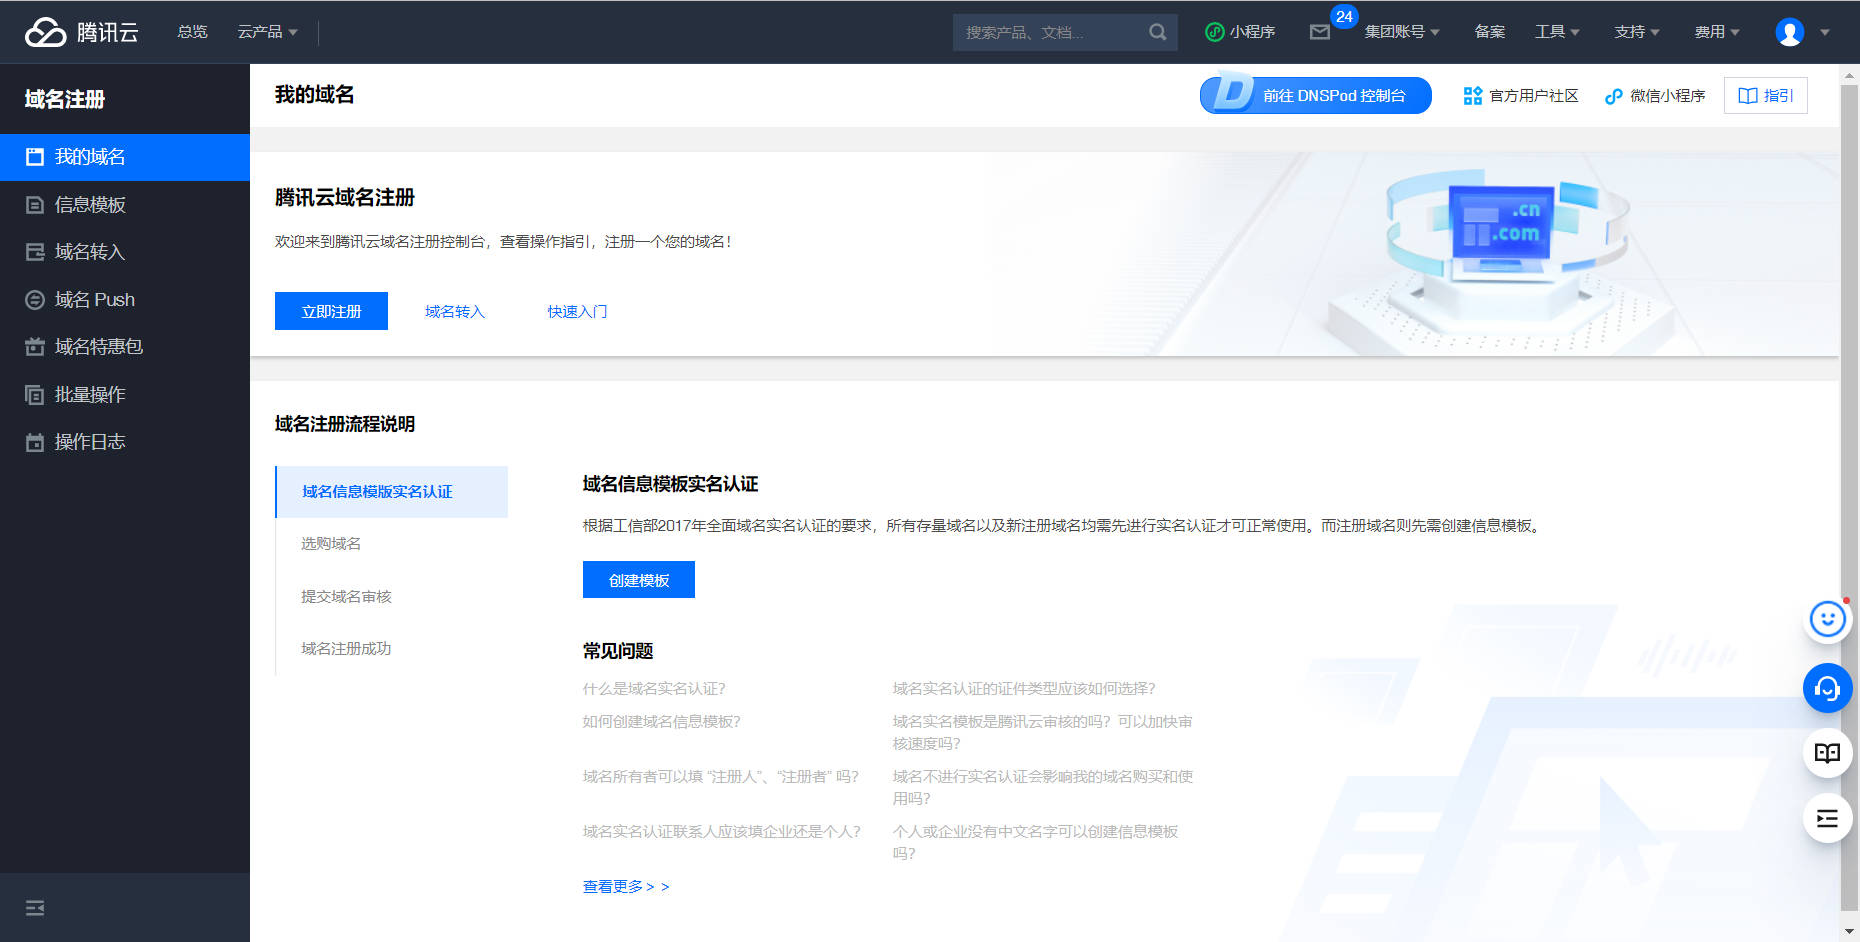 腾讯云
总览
云产品
搜索产品、文档...
小程序
24
集团账号
备案
工具
支持
费用
域名注册
我的域名
信息模板
域名转入
域名 Push
域名特惠包
批量操作
操作日志
我的域名
D 前往 DNSPod 控制台
官方用户社区
微信小程序
指引
腾讯云域名注册
欢迎来到腾讯云域名注册控制台，查看操作指引，注册一个您的域名！
立即注册
域名转入
快速入门
.cn
.com
域名注册流程说明
域名信息模版实名认证
选购域名
提交域名审核
域名注册成功
域名信息模板实名认证
根据工信部2017年全面域名实名认证的要求，所有存量域名以及新注册域名均需先进行实名认证才可正常使用。而注册域名则先需创建信息模板。
创建模板
常见问题
什么是域名实名认证？
域名实名认证的证件类型应该如何选择？
如何创建域名信息模板？
域名实名模板是腾讯云审核的吗？可以加快审
核速度吗？
域名所有者可以填 “注册人”、“注册者” 吗？
域名不进行实名认证会影响我的域名购买和使
用吗？
域名实名认证联系人应该填企业还是个人？
个人或企业没有中文名字可以创建信息模板
吗？
查看更多 > >